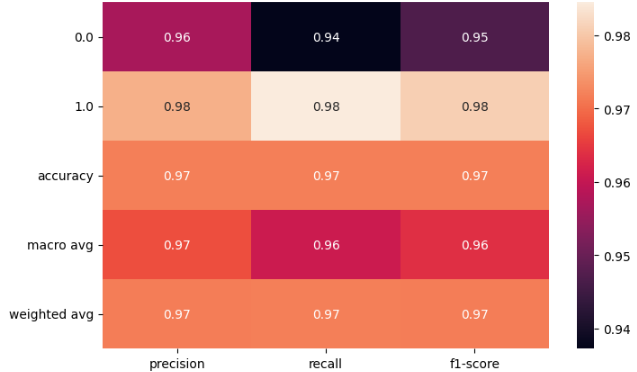 0.0 0.96 0.94 0.95 0.98
1.0 0.98 0.98 0.98 0.97
accuracy 0.97 0.97 0.97 0.96
macro avg 0.97 0.96 0.96 0.95
weighted avg 0.97 0.97 0.97 0.94
precision recall f1-score